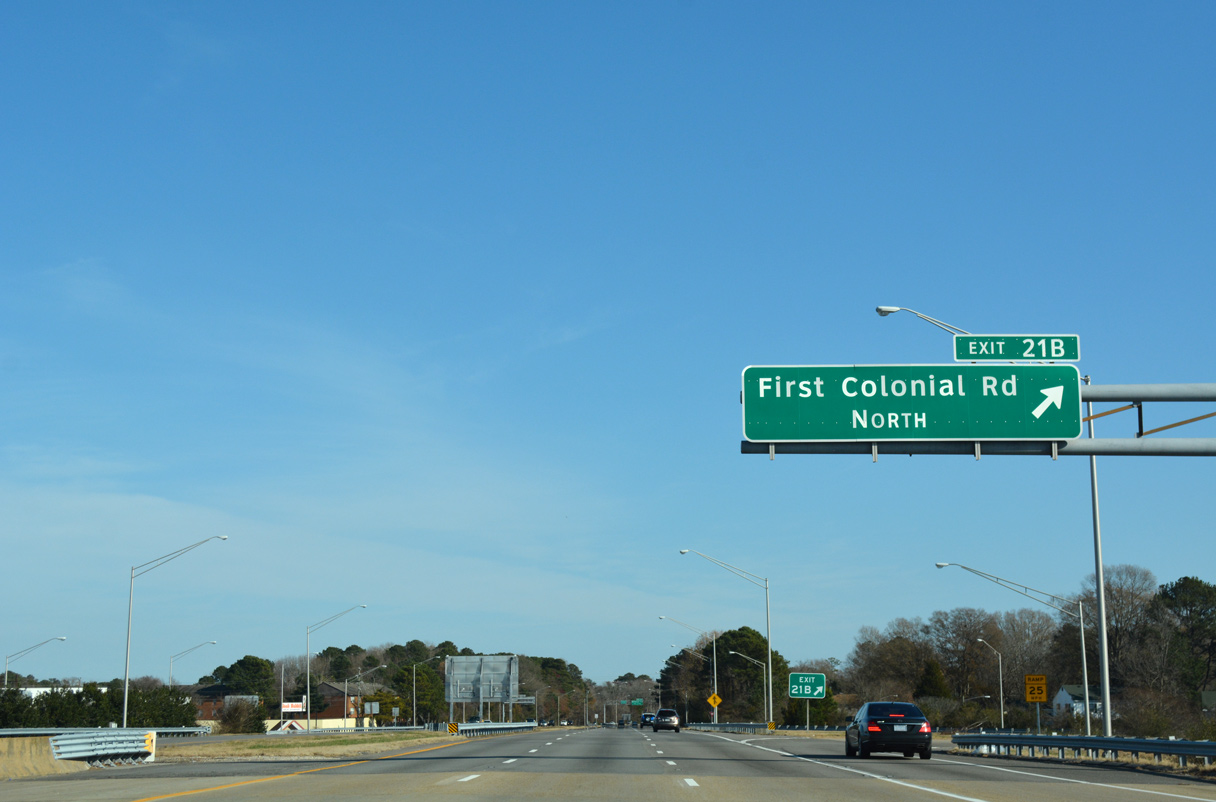 EXIT 21B
First Colonial Rd
NORTH
EXIT
21B
RAMP
25